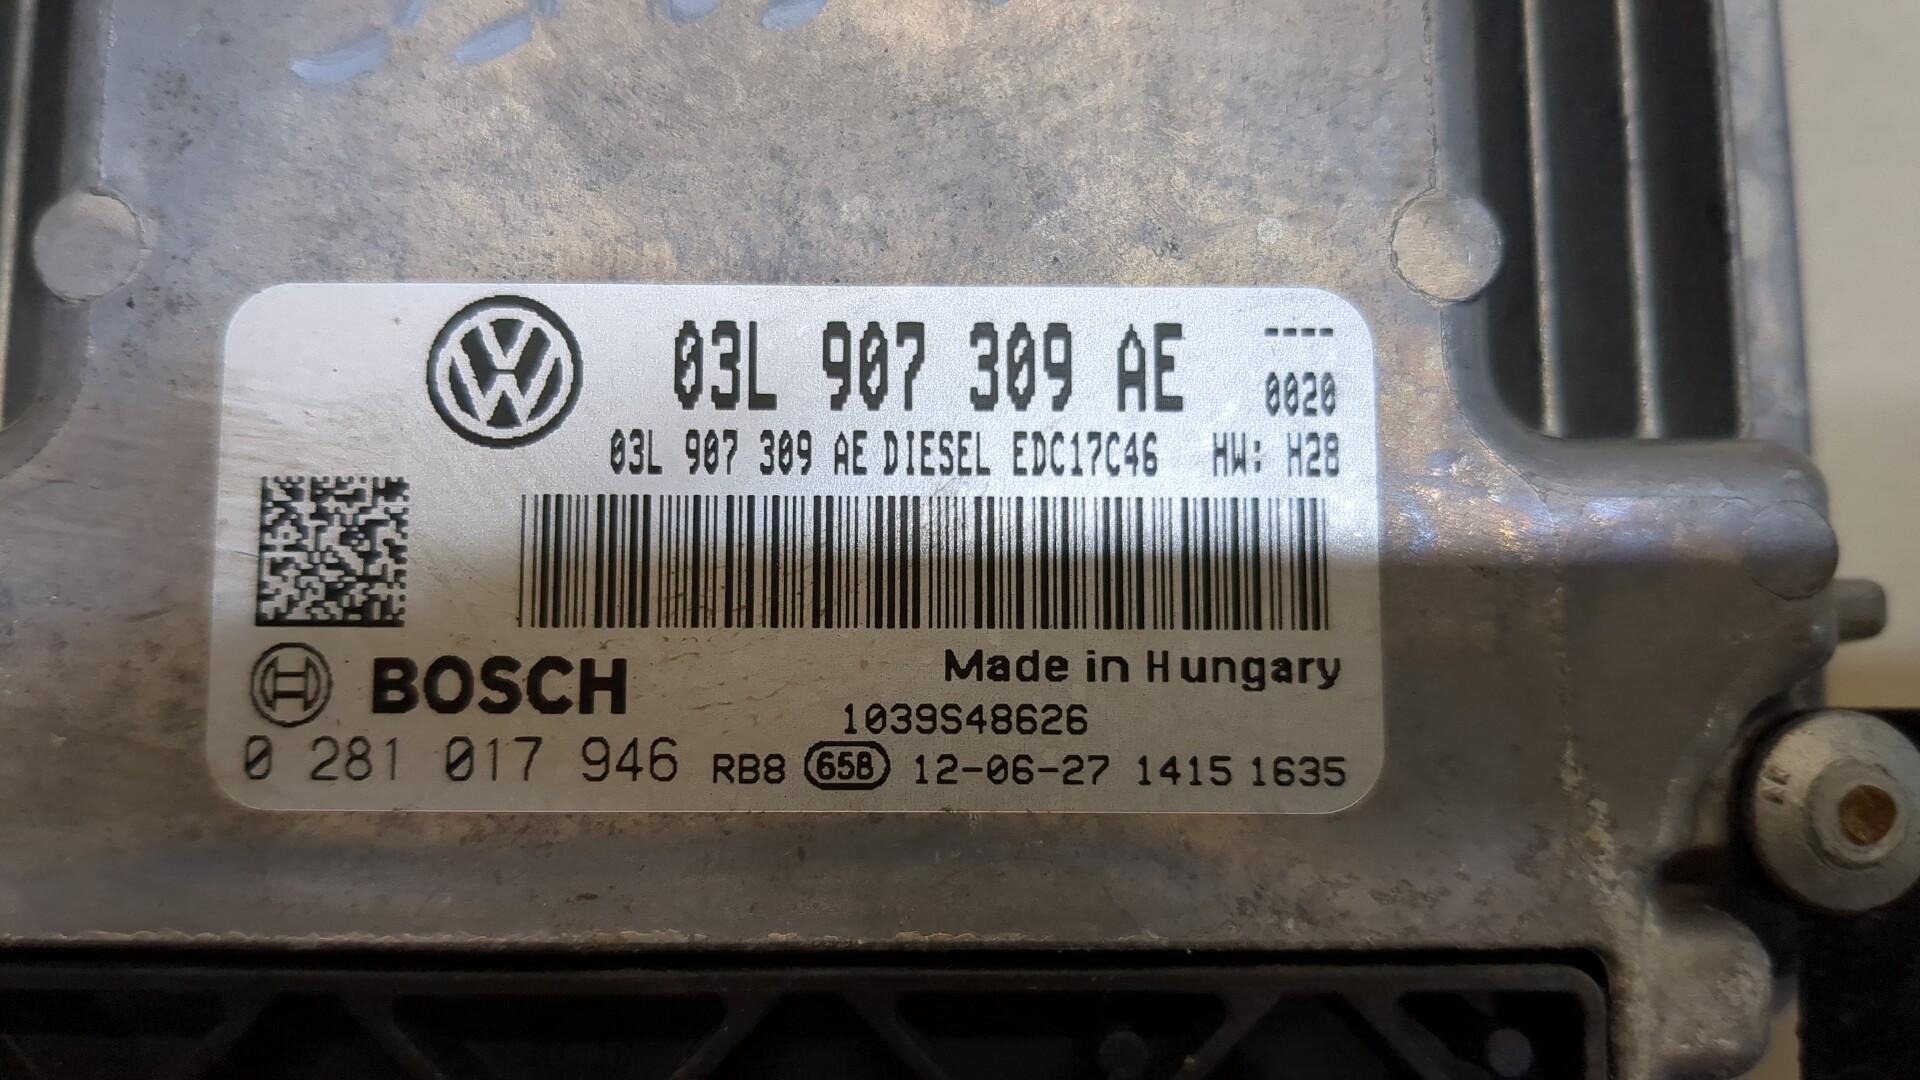 03L 907 309 AE ----
0020
03L 907 309 AE DIESEL EDC17C46 HW: H28
BOSCH
Made in Hungary
1039S48626
0 281 017 946 RB8 658 12-06-27 1415 1635